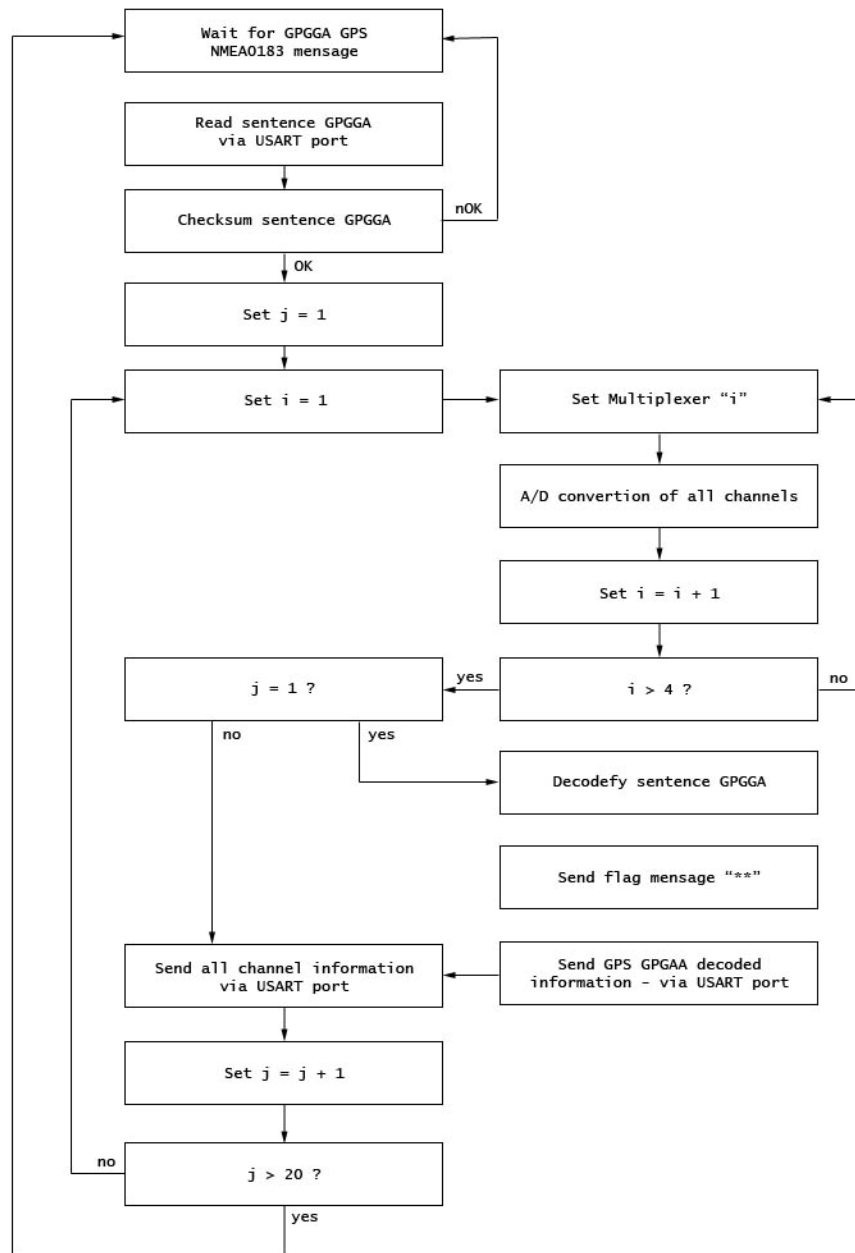 Wait for GPGGA GPS
NMEA0183 mensage
Read sentence GPGGA
via USART port
Checksum sentence GPGGA
nOK
OK
Set j = 1
Set i = 1
Set Multiplexer “i”
A/D convertion of all channels
Set i = i + 1
j = 1 ?
yes
i > 4 ?
no
no
yes
Decodefy sentence GPGGA
Send flag mensage “**”
Send all channel information
via USART port
Send GPS GPGAA decoded
information – via USART port
Set j = j + 1
no
j > 20 ?
yes